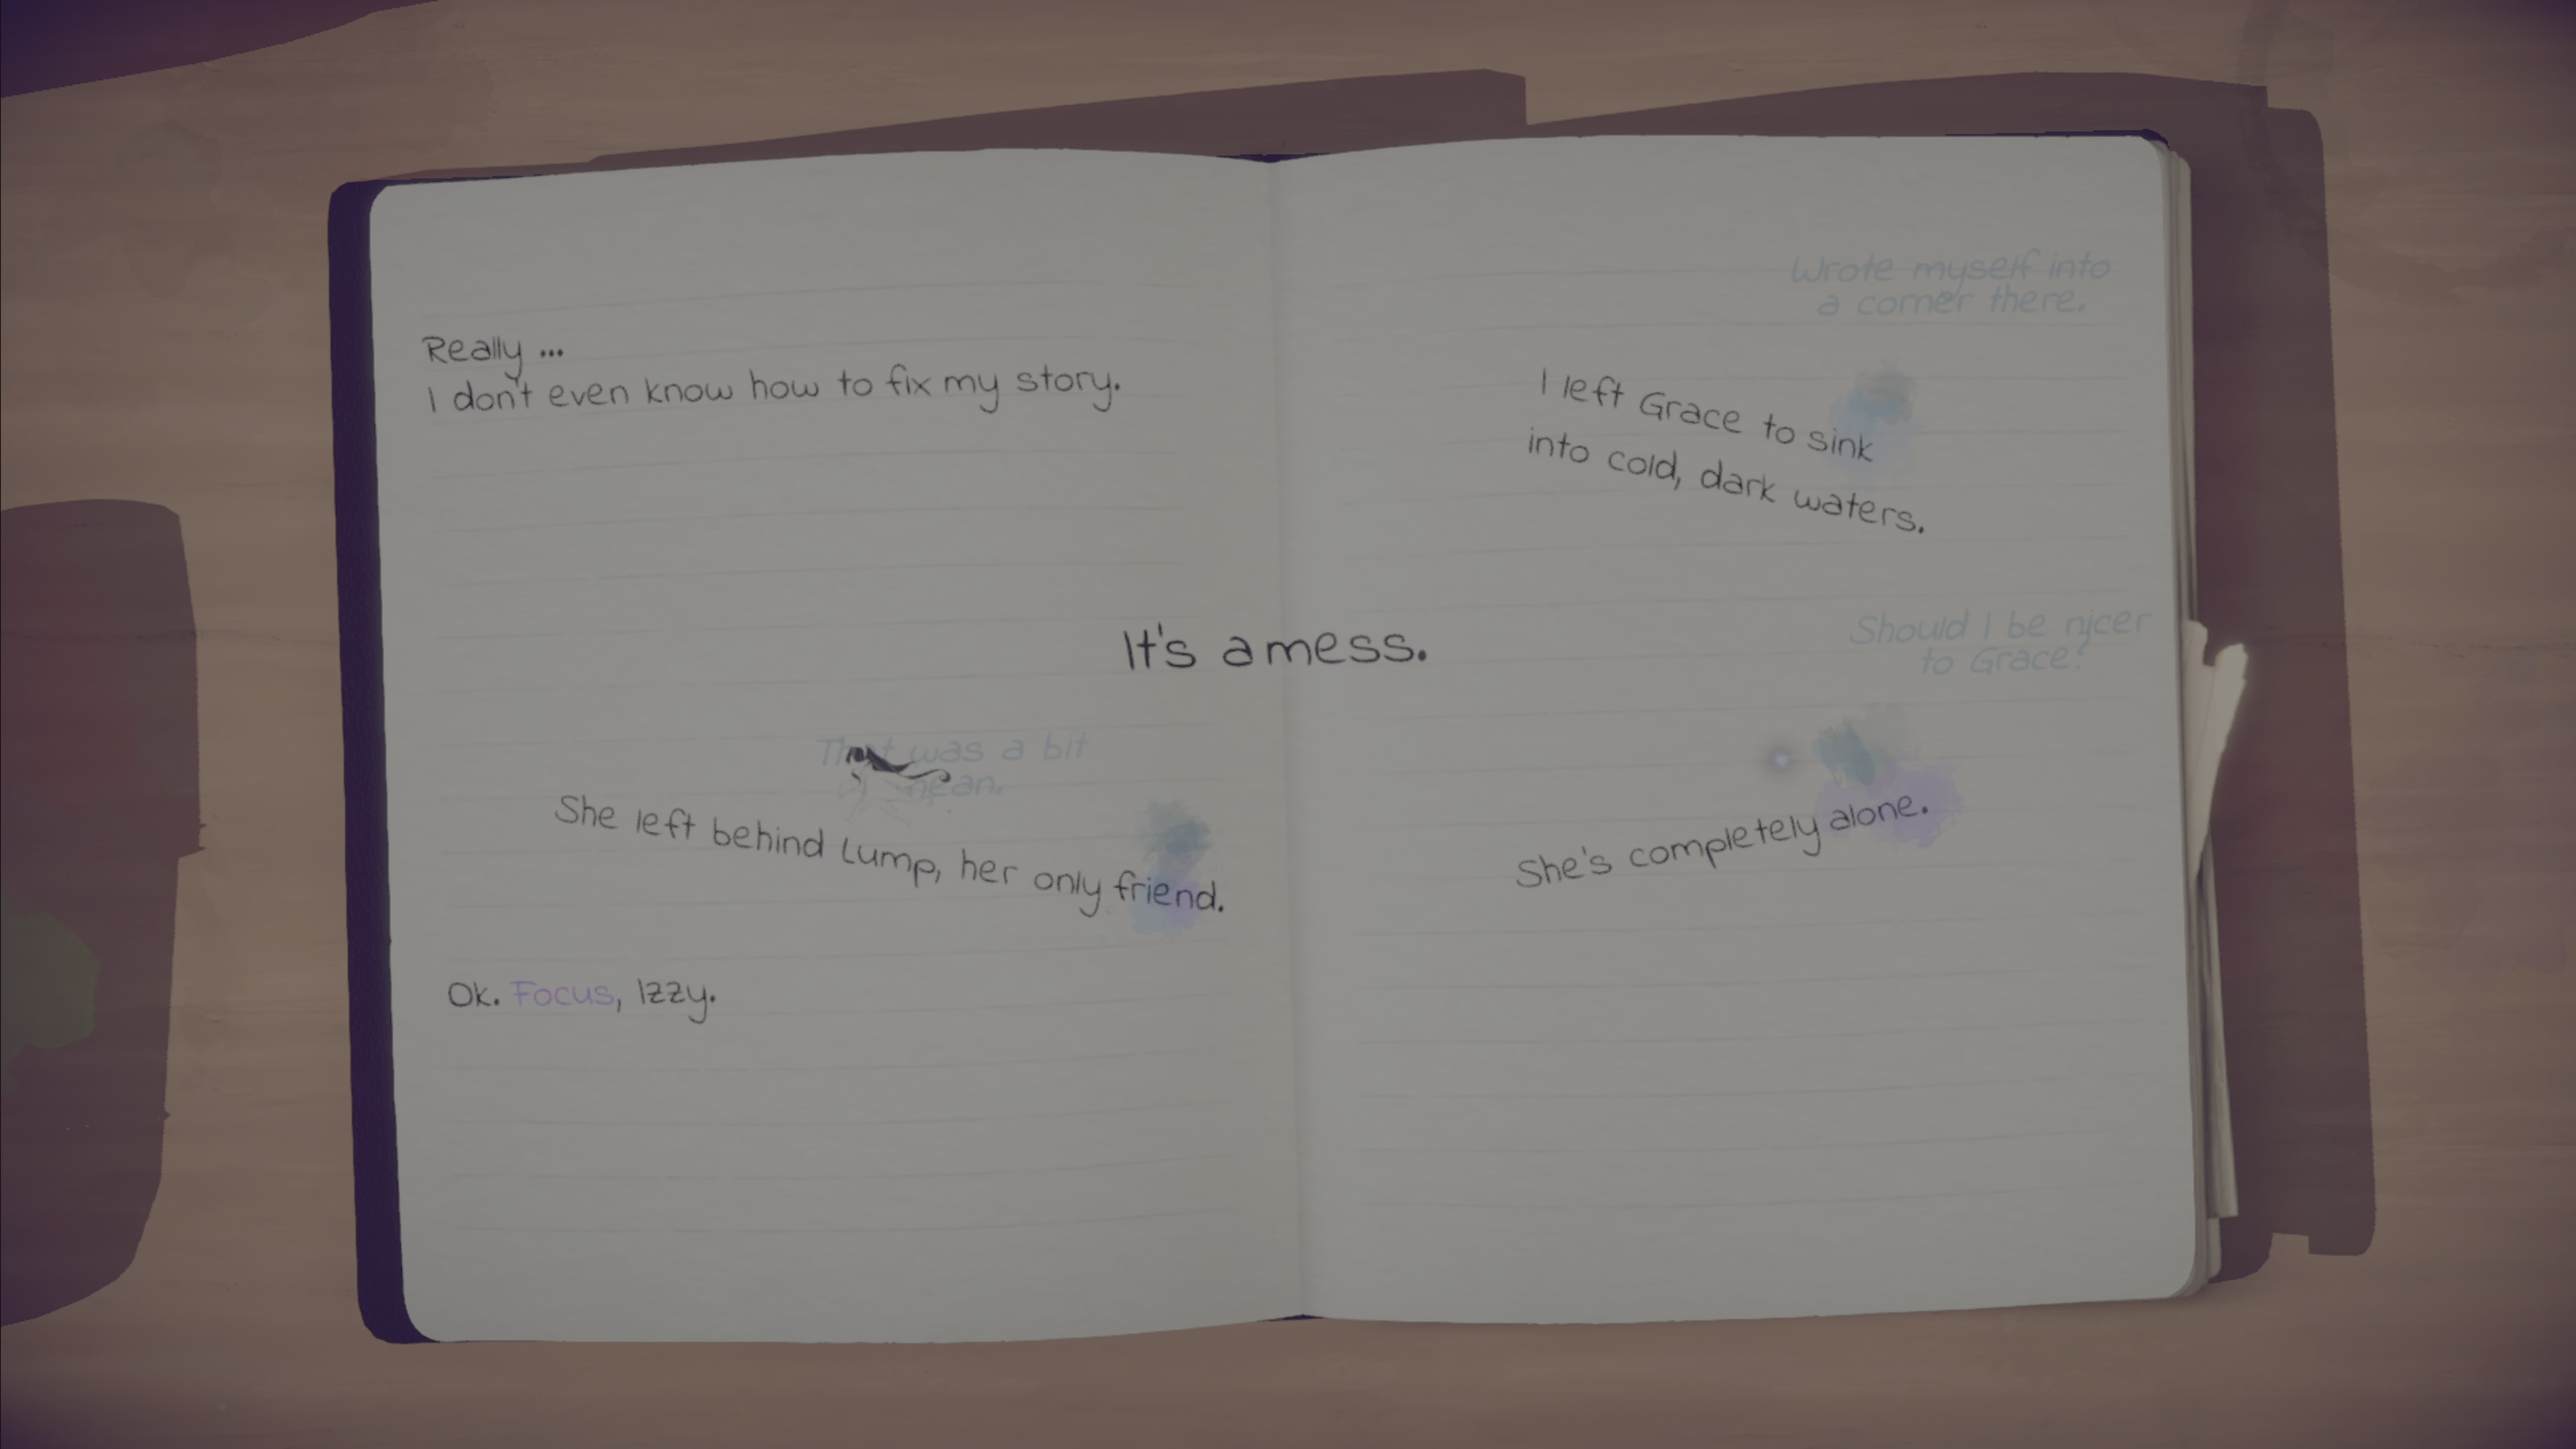 Really ...
I don't even know how to fix my story.
It's a mess.
That was a bit
mean.
She left behind Lump, her only friend.
Ok. Focus, Izzy.
Wrote myself into
a corner there.
I left Grace to sink
into cold, dark waters.
Should I be nicer
to Grace?
She's completely alone.